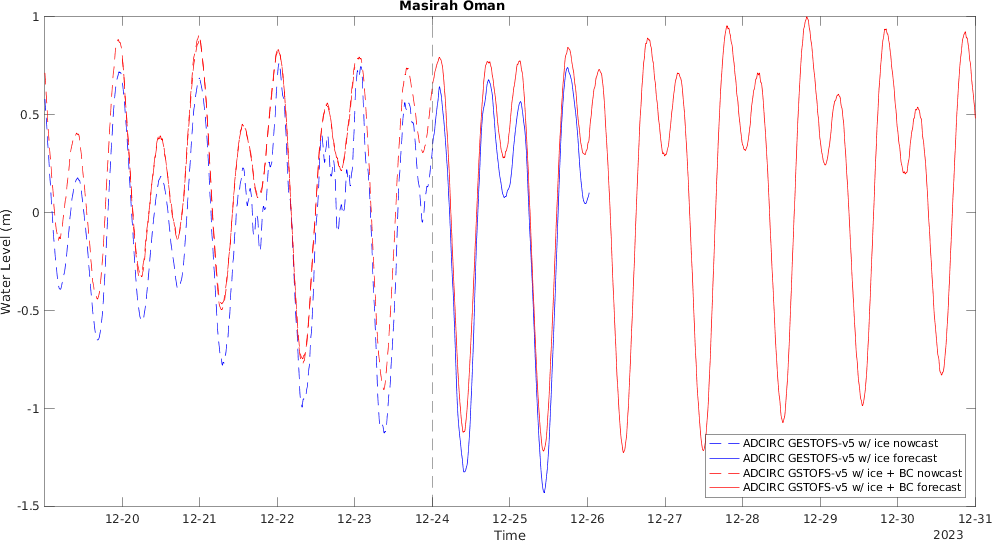 Masirah Oman
1
0.5
0
-0.5
-1
-1.5
Water Level (m)
ADCIRC GESTOFS-v5 w/ ice nowcast
ADCIRC GESTOFS-v5 w/ ice forecast
ADCIRC GSTOFS-v5 w/ ice + BC nowcast
ADCIRC GSTOFS-v5 w/ ice + BC forecast
12-20 12-21 12-22 12-23 12-24 12-25 12-26 12-27 12-28 12-29 12-30 12-31
Time
2023